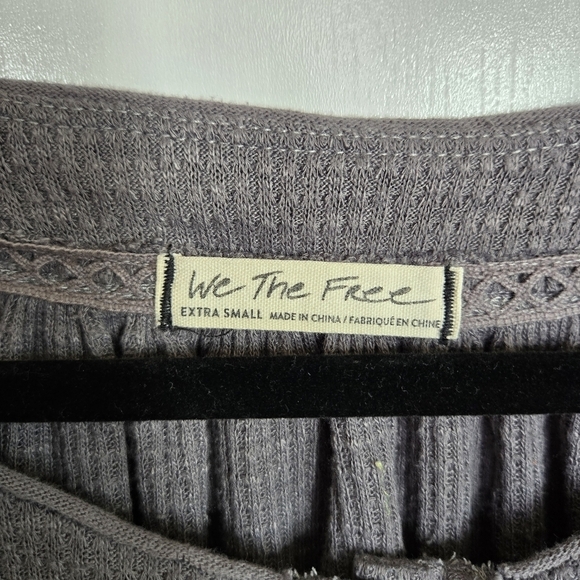 We The Free
EXTRA SMALL MADE IN CHINA / FABRIQUÉ EN CHINE